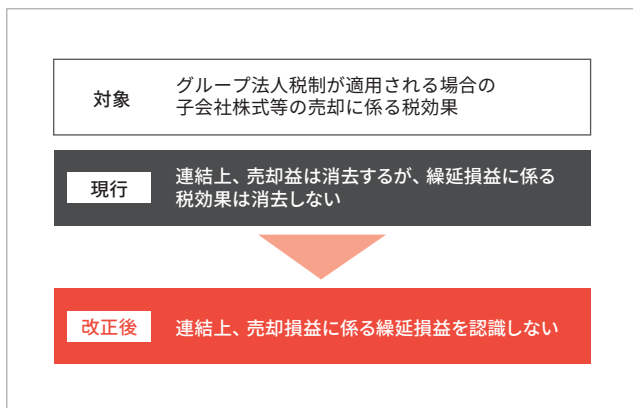 対象
グループ法人税制が適用される場合の
子会社株式等の売却に係る税効果
現行
連結上、売却益は消去するが、繰延損益に係る
税効果は消去しない
改正後
連結上、売却損益に係る繰延損益を認識しない